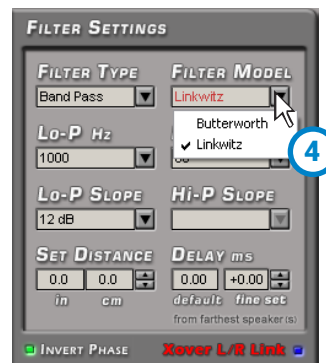 Filter Settings
Filter Type Filter Model
Band Pass Linkwitz
Butterworth
Linkwitz
4
Lo-P Hz
1000
Lo-P Slope Hi-P Slope
12 dB
Set Distance Delay ms
0.0 0.0 0.00 +0.00
in cm default fine set
from farthest speaker(s)
Invert Phase Xover L/R Link